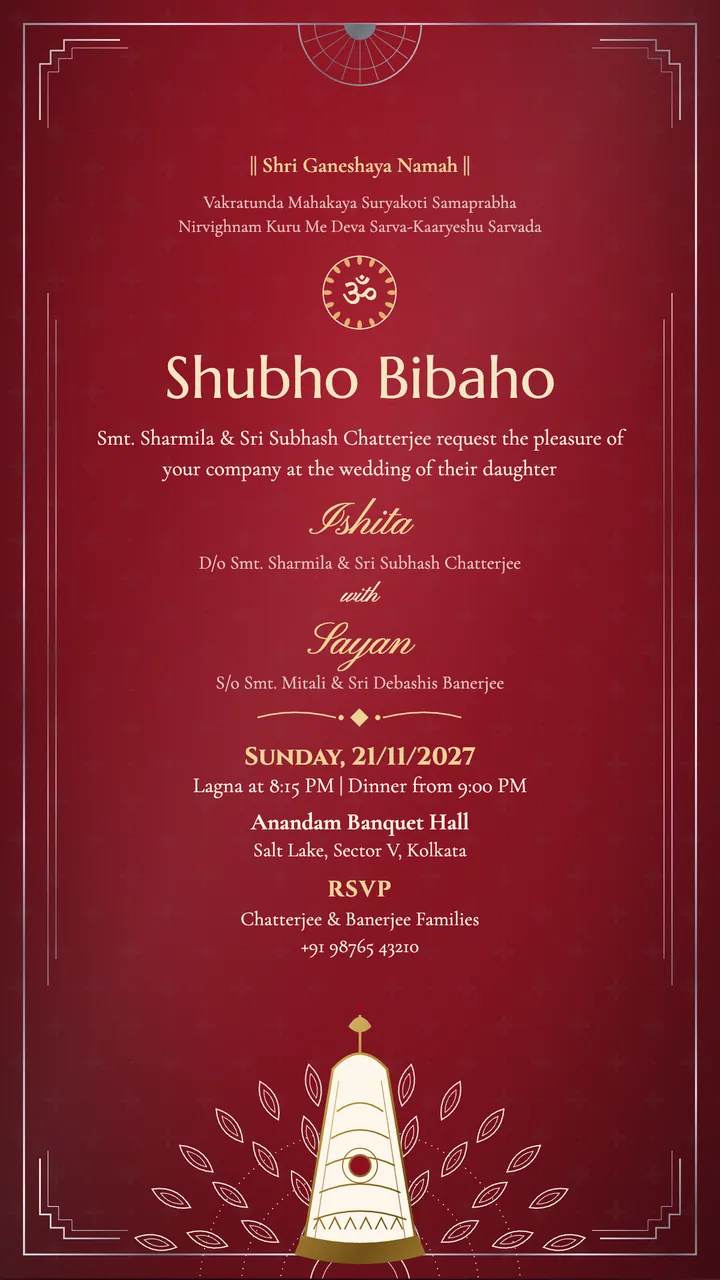 || Shri Ganeshaya Namah ||
Vakratunda Mahakaya Suryakoti Samaprabha
Nirvighnam Kuru Me Deva Sarva-Kaaryeshu Sarvada
ॐ
Shubho Bibaho
Smt. Sharmila & Sri Subhash Chatterjee request the pleasure of
your company at the wedding of their daughter
Ishita
D/o Smt. Sharmila & Sri Subhash Chatterjee
with
Sayan
S/o Smt. Mitali & Sri Debashis Banerjee
Sunday, 21/11/2027
Lagna at 8:15 PM | Dinner from 9:00 PM
Anandam Banquet Hall
Salt Lake, Sector V, Kolkata
RSVP
Chatterjee & Banerjee Families
+91 98765 43210